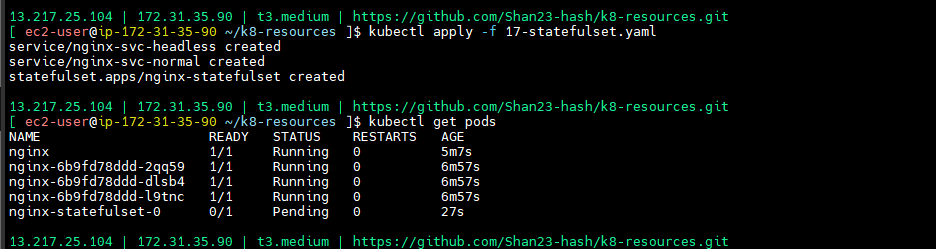 13.217.25.104 | 172.31.35.90 | t3.medium | https://github.com/Shan23-hash/k8-resources.git
[ ec2-user@ip-172-31-35-90 ~/k8-resources ]$ kubectl apply -f 17-statefulset.yaml
service/nginx-svc-headless created
service/nginx-svc-normal created
statefulset.apps/nginx-statefulset created

13.217.25.104 | 172.31.35.90 | t3.medium | https://github.com/Shan23-hash/k8-resources.git
[ ec2-user@ip-172-31-35-90 ~/k8-resources ]$ kubectl get pods
NAME READY STATUS RESTARTS AGE
nginx 1/1 Running 0 5m7s
nginx-6b9fd78ddd-2qq59 1/1 Running 0 6m57s
nginx-6b9fd78ddd-dlsb4 1/1 Running 0 6m57s
nginx-6b9fd78ddd-l9tnc 1/1 Running 0 6m57s
nginx-statefulset-0 0/1 Pending 0 27s

13.217.25.104 | 172.31.35.90 | t3.medium | https://github.com/Shan23-hash/k8-resources.git